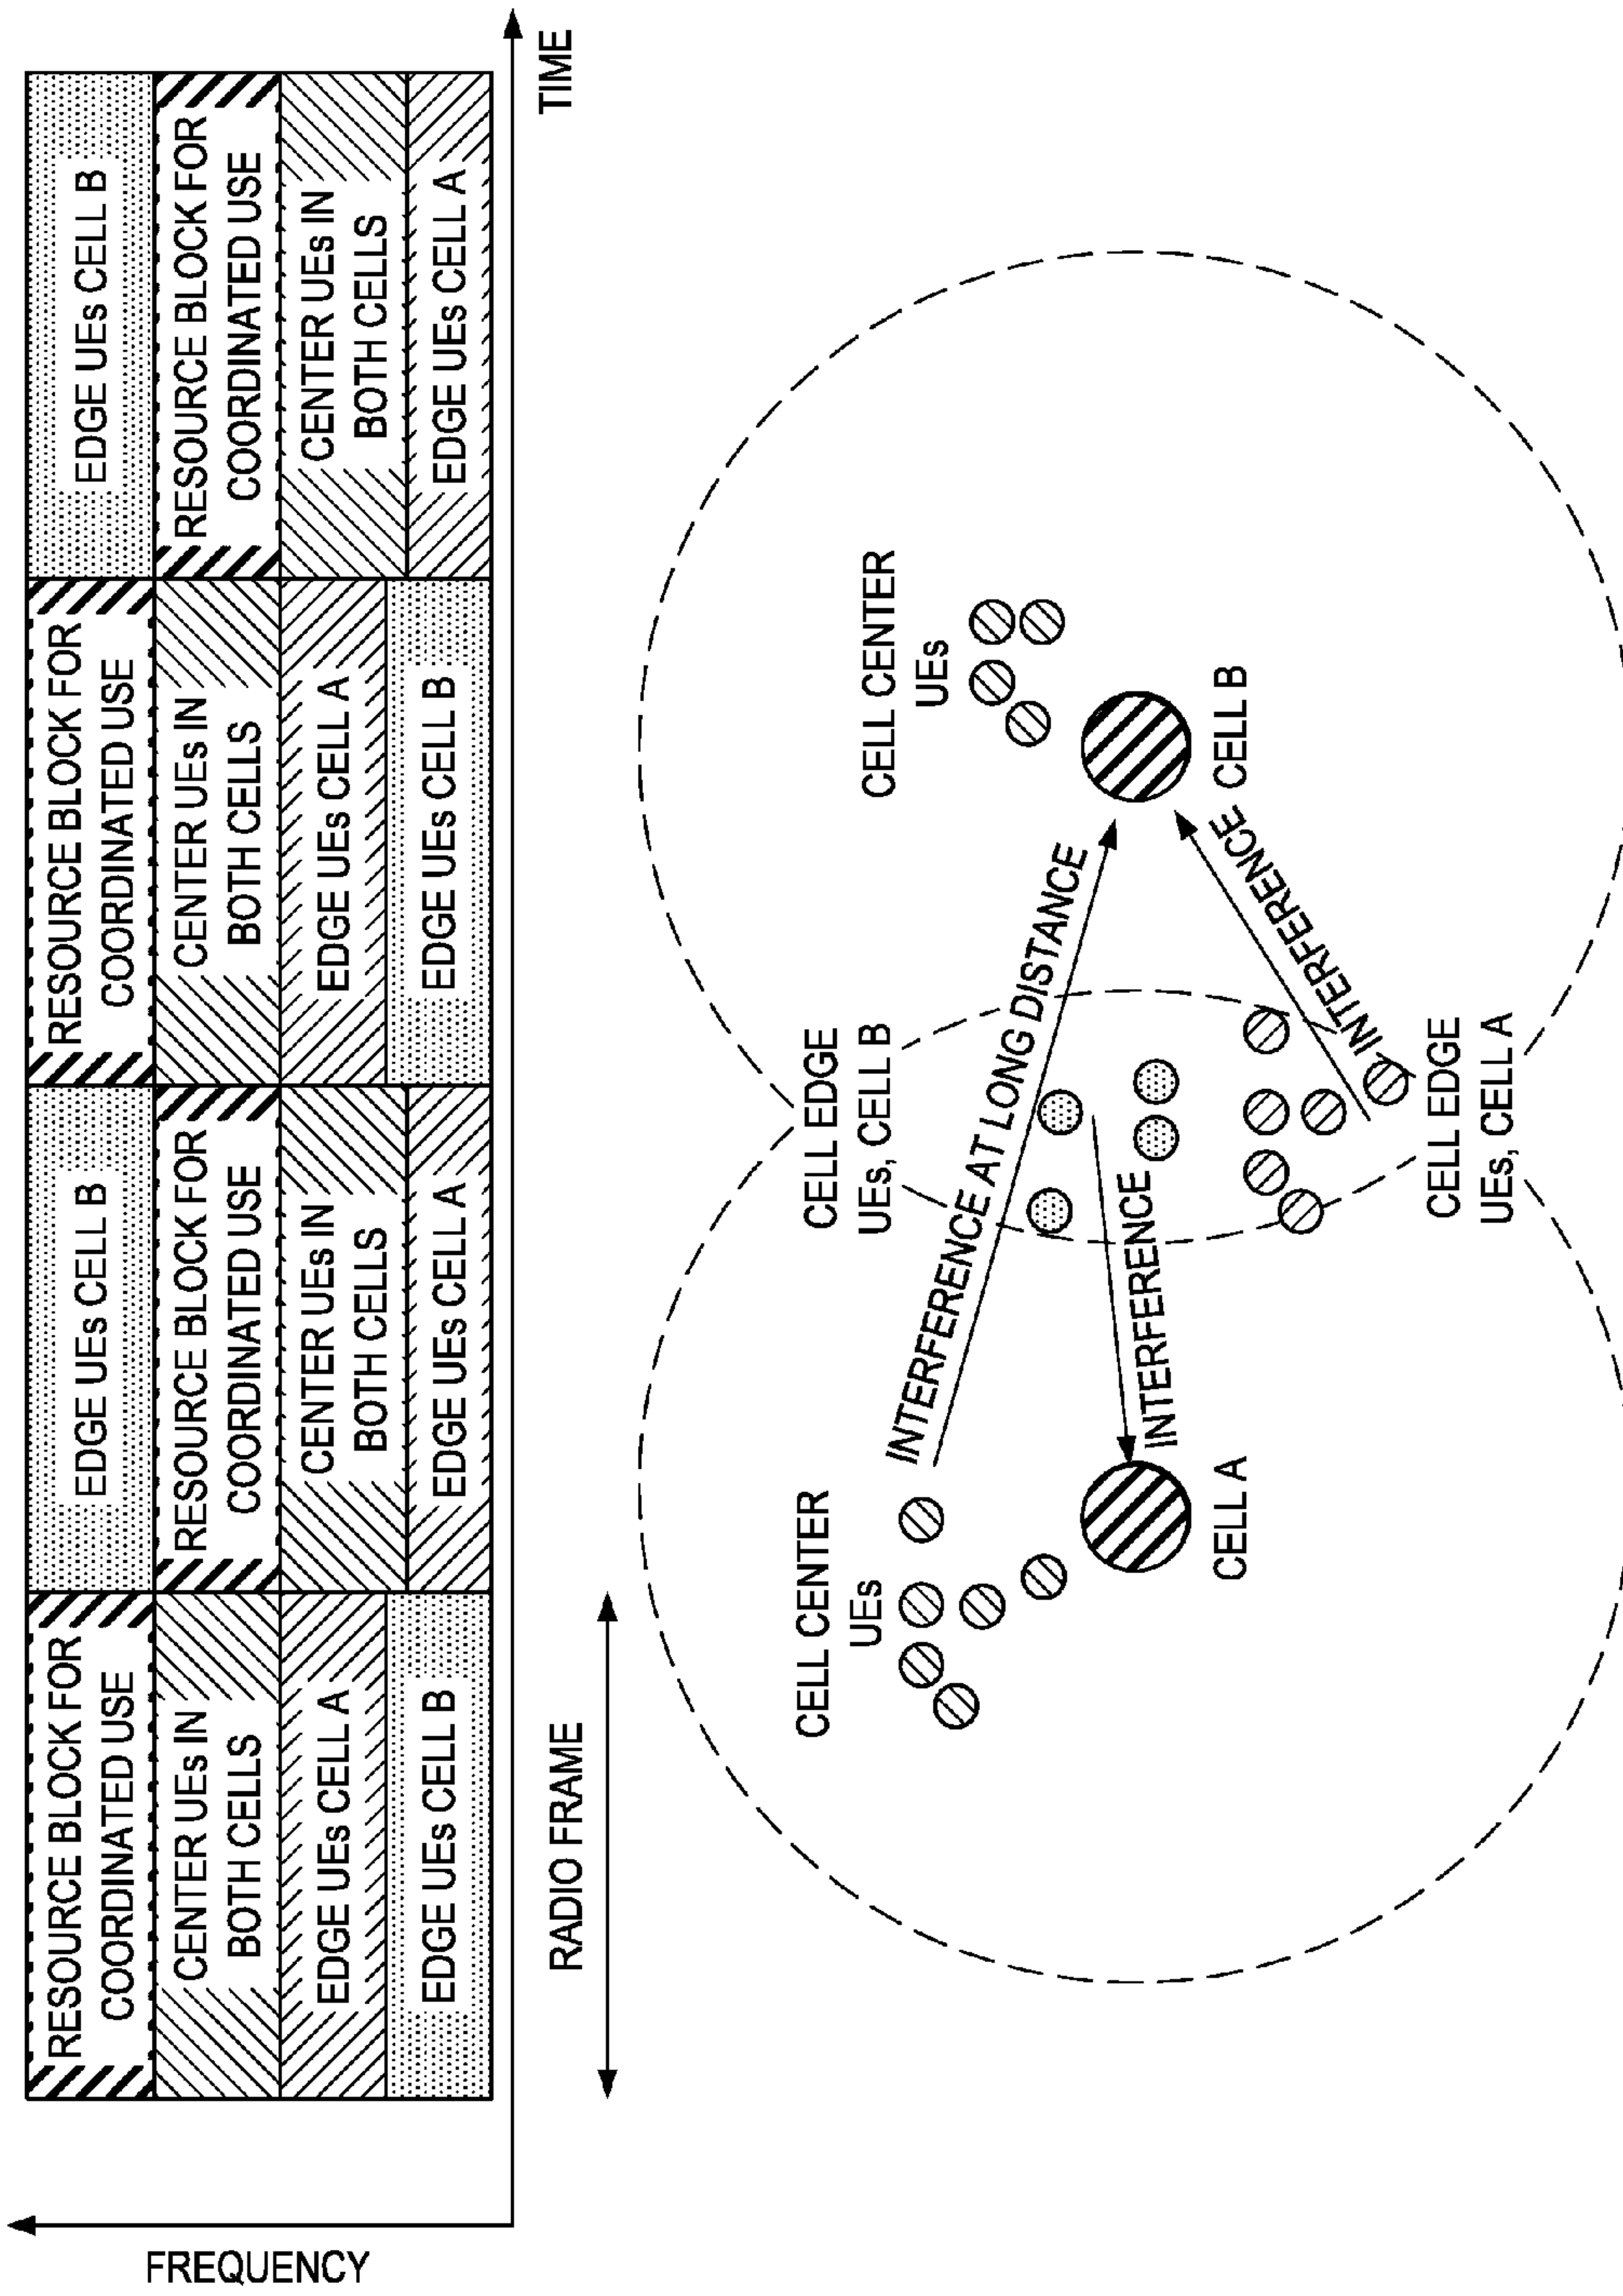 FREQUENCY
RESOURCE BLOCK FOR
COORDINATED USE
CENTER UEs IN
BOTH CELLS
EDGE UEs CELL A
EDGE UEs CELL B
EDGE UEs CELL B
RESOURCE BLOCK FOR
COORDINATED USE
CENTER UEs IN
BOTH CELLS
EDGE UEs CELL A
RESOURCE BLOCK FOR
COORDINATED USE
CENTER UEs IN
BOTH CELLS
EDGE UEs CELL A
EDGE UEs CELL B
EDGE UEs CELL B
RESOURCE BLOCK FOR
COORDINATED USE
CENTER UEs IN
BOTH CELLS
EDGE UEs CELL A
TIME
RADIO FRAME
CELL CENTER
UEs
CELL EDGE
UEs, CELL B
CELL CENTER
UEs
INTERFERENCE AT LONG DISTANCE
INTERFERENCE
INTERFERENCE
CELL A
CELL B
CELL EDGE
UEs, CELL A